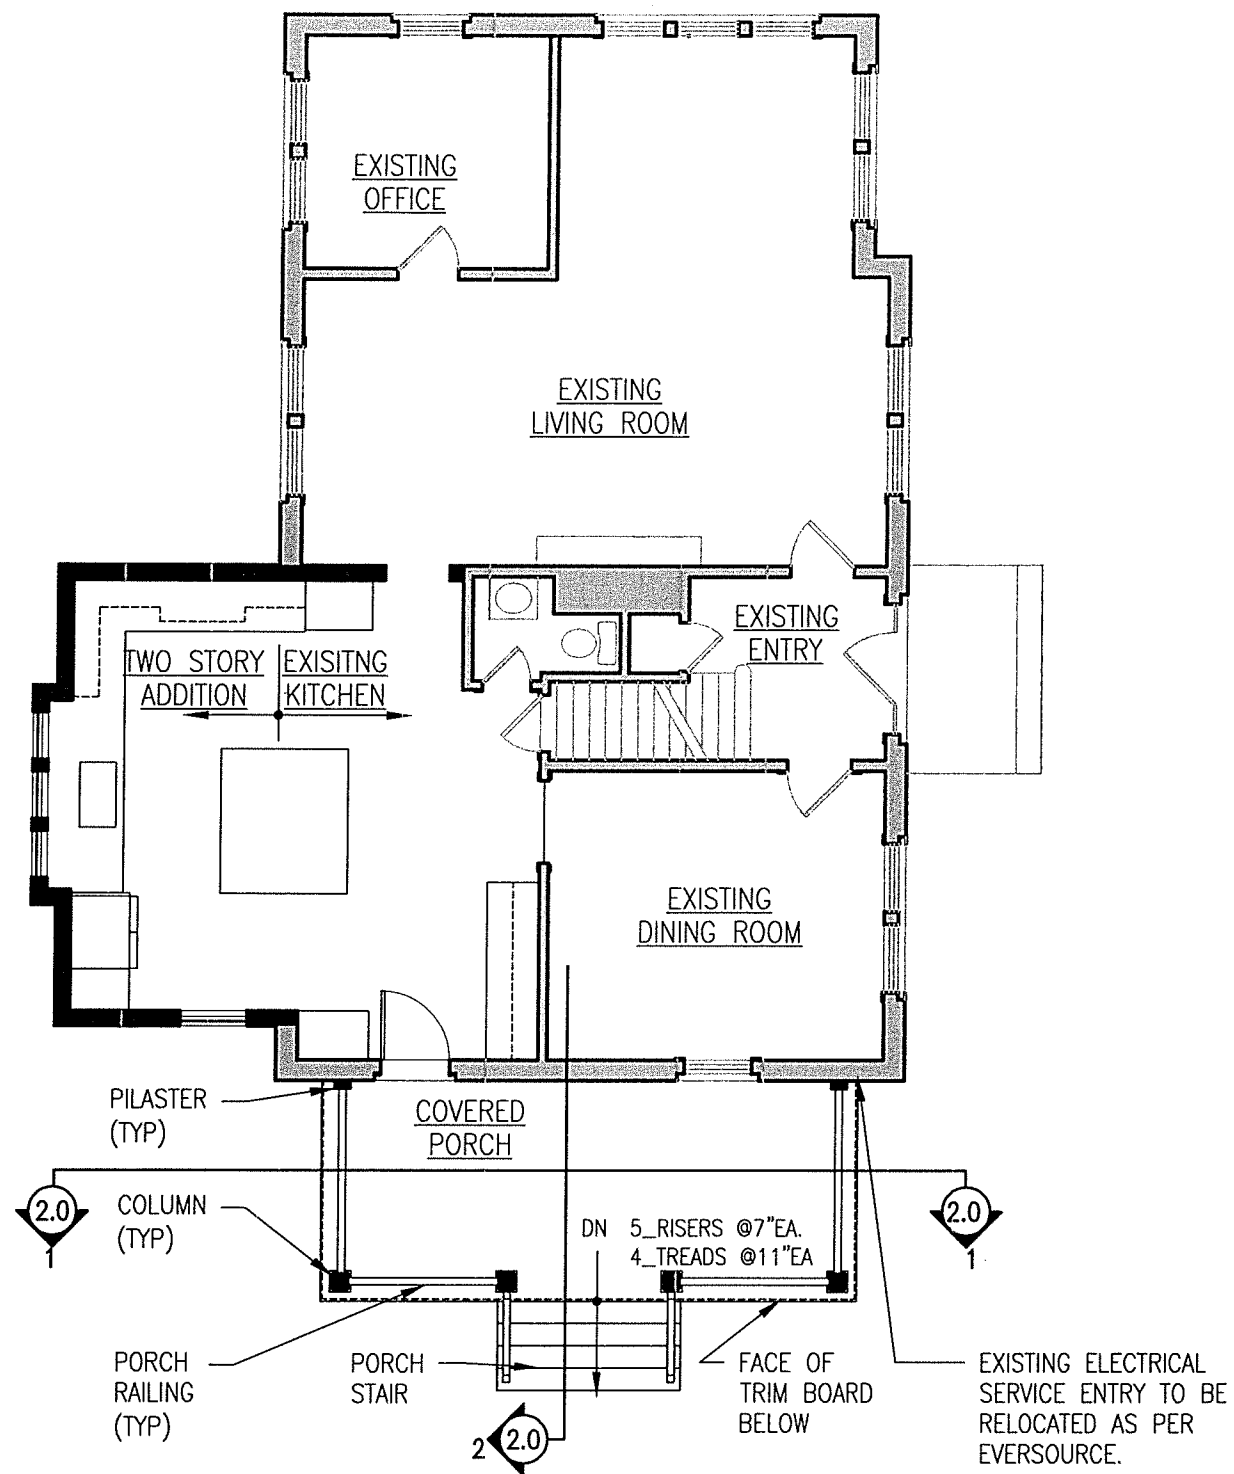 EXISTING
OFFICE
EXISTING
LIVING ROOM
EXISTING
ENTRY
TWO STORY
ADDITION
EXISITNG
KITCHEN
EXISTING
DINING ROOM
PILASTER
(TYP)
COVERED
PORCH
2.0
1
COLUMN
(TYP)
DN 5_RISERS @7"EA.
4_TREADS @11"EA
2.0
1
PORCH
RAILING
(TYP)
PORCH
STAIR
FACE OF
TRIM BOARD
BELOW
EXISTING ELECTRICAL
SERVICE ENTRY TO BE
RELOCATED AS PER
EVERSOURCE.
2 2.0